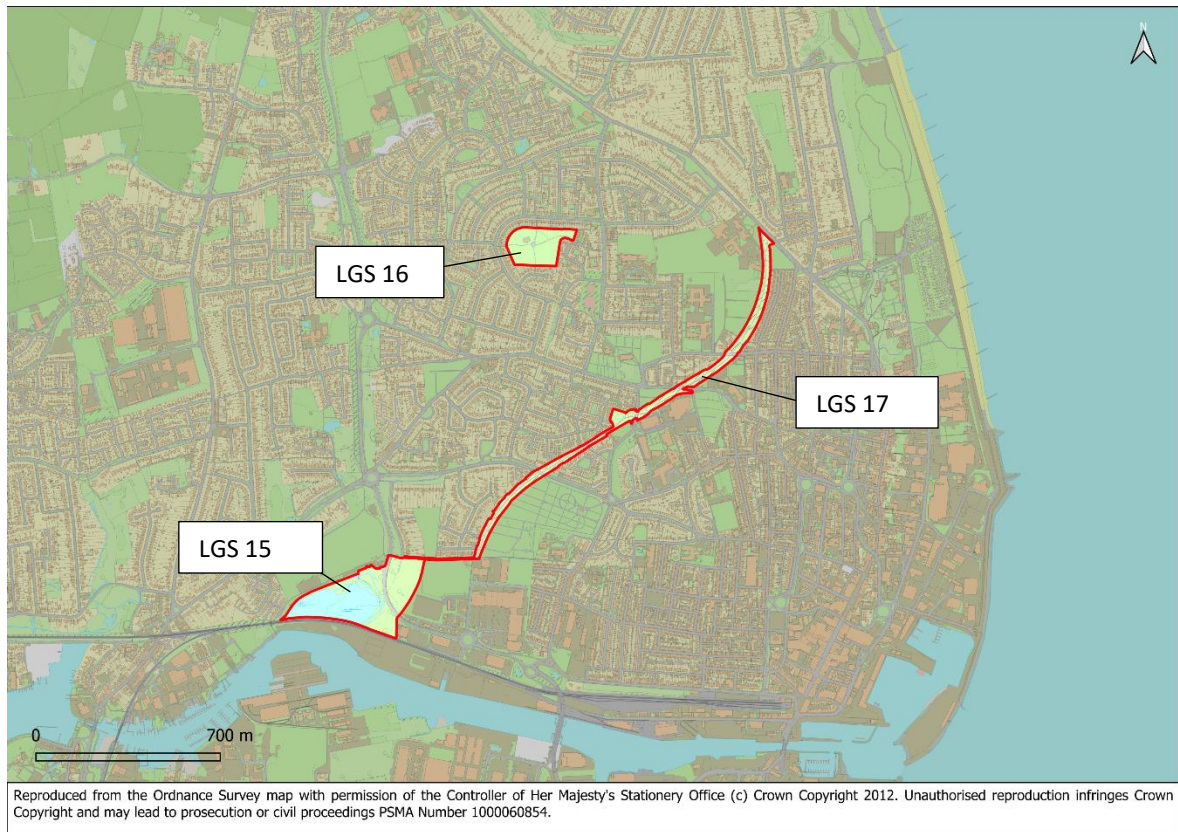 N
LGS 16
LGS 17
LGS 15
0
700 m
Reproduced from the Ordnance Survey map with permission of the Controller of Her Majesty's Stationery Office (c) Crown Copyright 2012. Unauthorised reproduction infringes Crown
Copyright and may lead to prosecution or civil proceedings PSMA Number 1000060854.